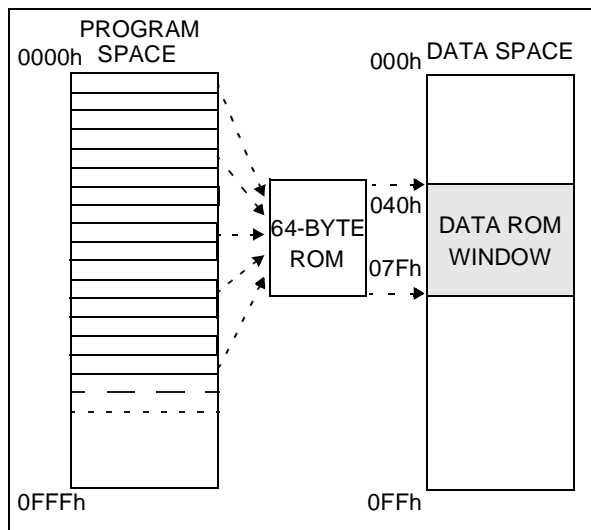 PROGRAM
SPACE
0000h
000h
DATA SPACE
64-BYTE
ROM
040h
07Fh
DATA ROM
WINDOW
0FFFh
0FFh